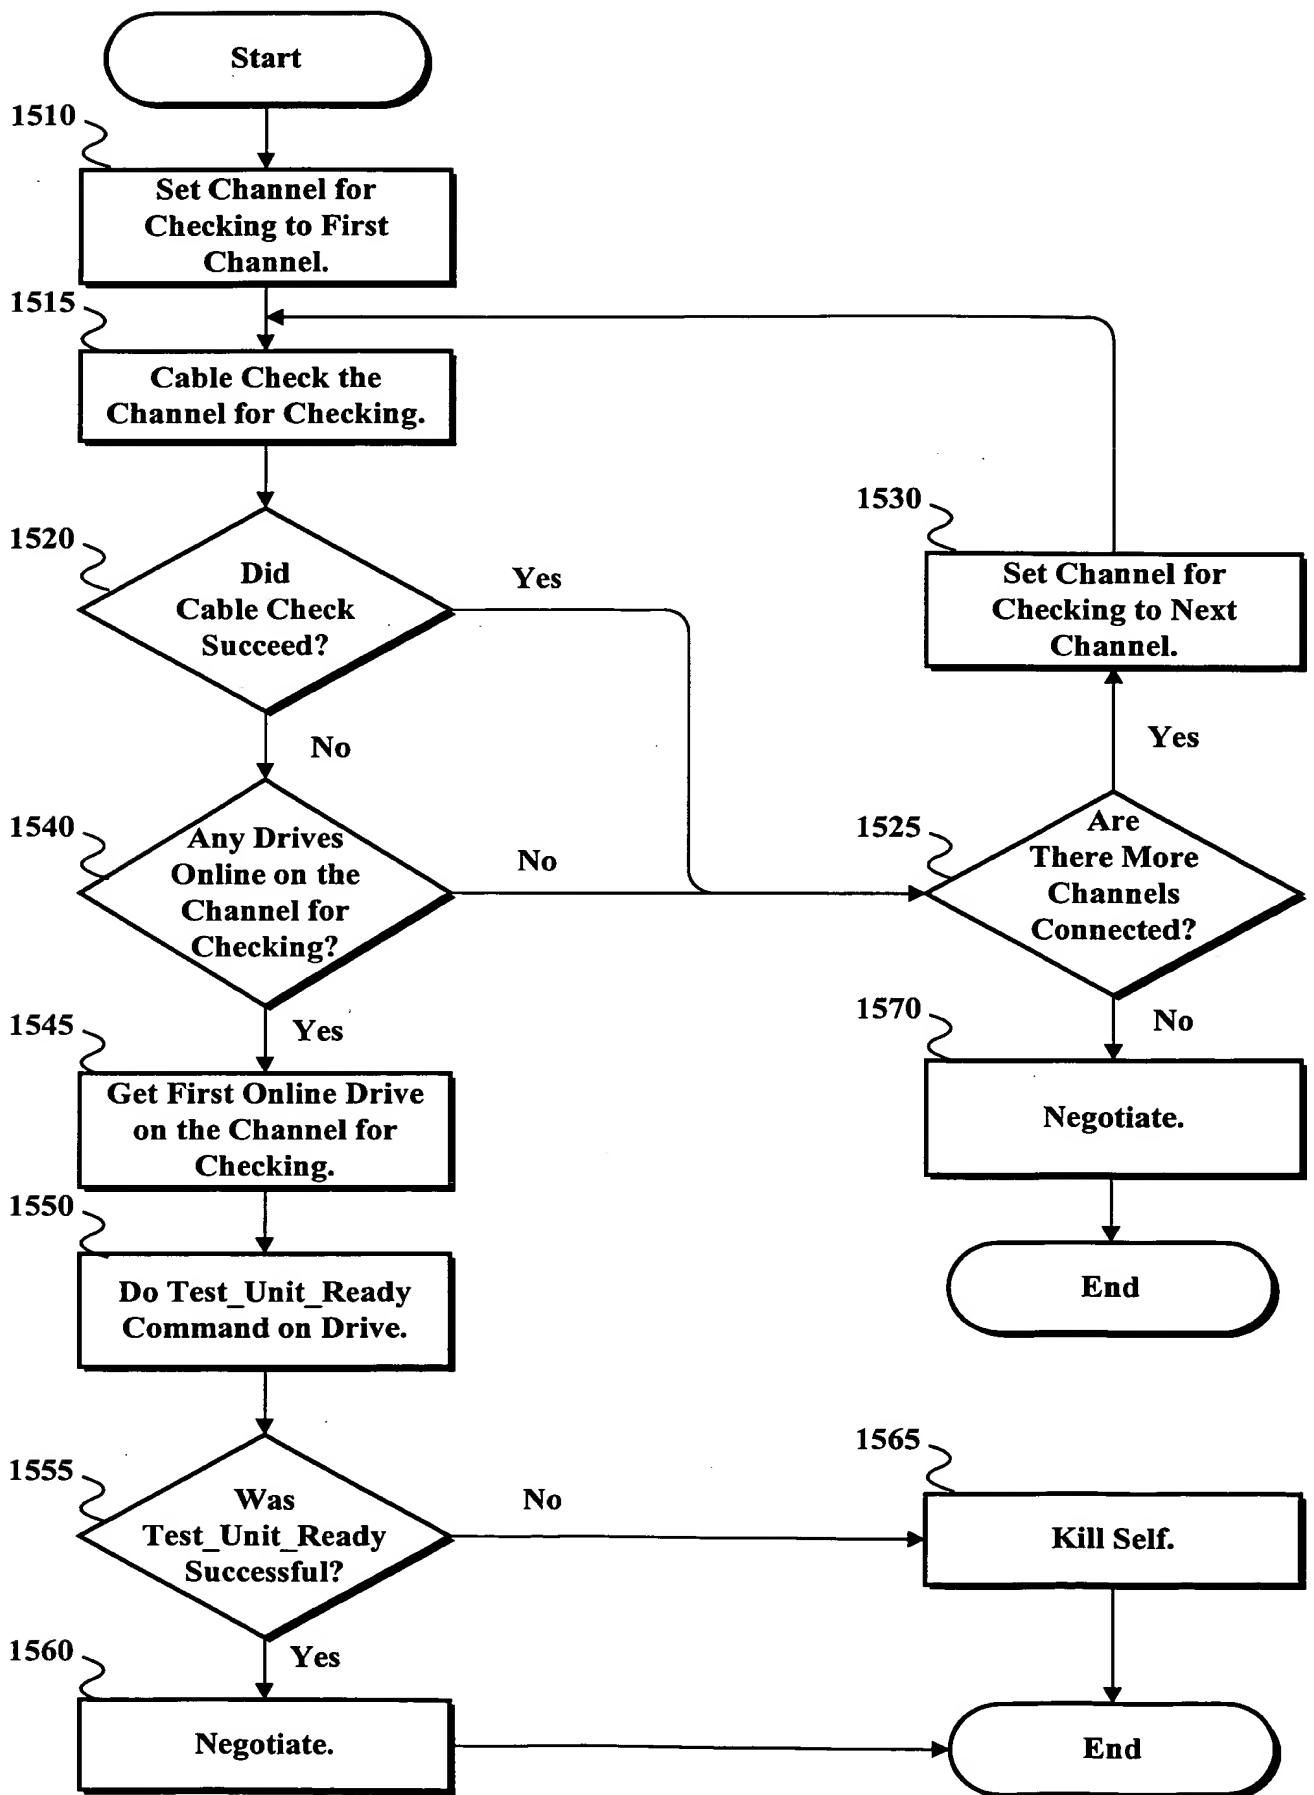 Start
1510
Set Channel for
Checking to First
Channel.
1515
Cable Check the
Channel for Checking.
1520
Did
Cable Check
Succeed?
Yes
No
1530
Set Channel for
Checking to Next
Channel.
Yes
1540
Any Drives
Online on the
Channel for
Checking?
No
1525
Are
There More
Channels
Connected?
Yes
No
1545
Get First Online Drive
on the Channel for
Checking.
1570
Negotiate.
End
1550
Do Test_Unit_Ready
Command on Drive.
1555
Was
Test_Unit_Ready
Successful?
No
1565
Kill Self.
Yes
1560
Negotiate.
End